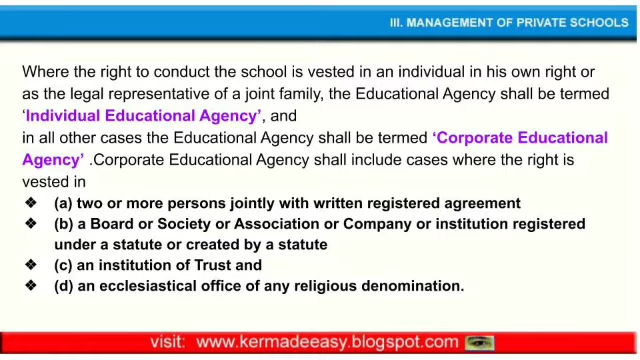 III. MANAGEMENT OF PRIVATE SCHOOLS
Where the right to conduct the school is vested in an individual in his own right or
as the legal representative of a joint family, the Educational Agency shall be termed
‘Individual Educational Agency’, and
in all other cases the Educational Agency shall be termed ‘Corporate Educational
Agency’ .Corporate Educational Agency shall include cases where the right is
vested in
❖ (a) two or more persons jointly with written registered agreement
❖ (b) a Board or Society or Association or Company or institution registered
under a statute or created by a statute
❖ (c) an institution of Trust and
❖ (d) an ecclesiastical office of any religious denomination.
visit: www.kermadeeasy.blogspot.com